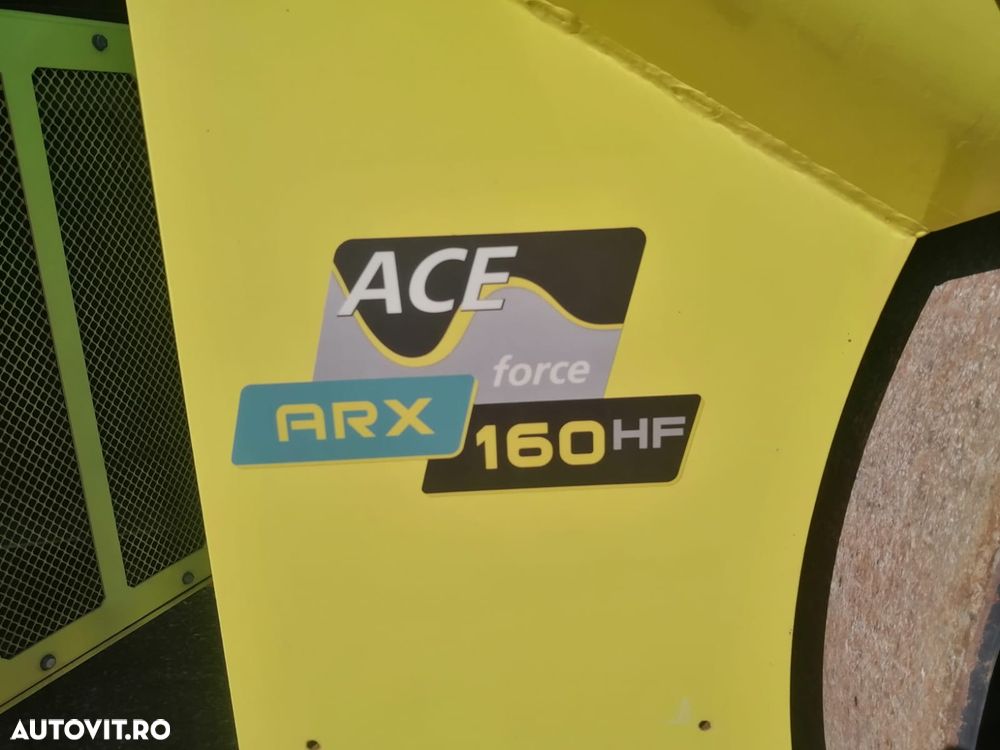 ACE
force
ARX
160HF
AUTOVIT.RO